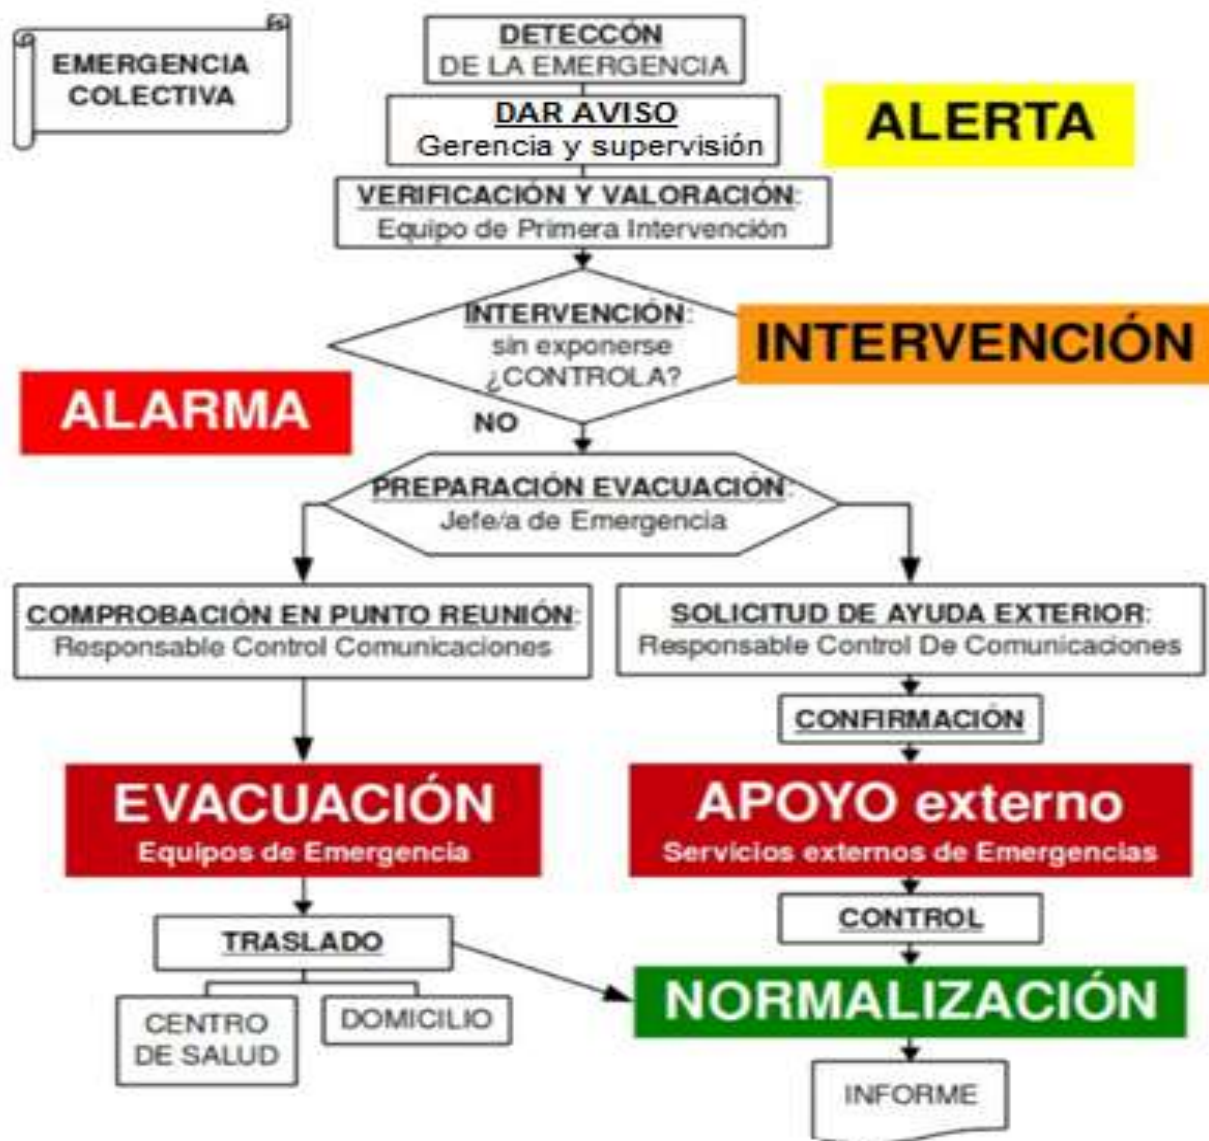 EMERGENCIA
COLECTIVA
DETECCÓN
DE LA EMERGENCIA
DAR AVISO
Gerencia y supervisión
ALERTA
VERIFICACIÓN Y VALORACIÓN:
Equipo de Primera Intervención
INTERVENCIÓN:
sin exponerse
¿CONTROLA?
INTERVENCIÓN
ALARMA
NO
PREPARACIÓN EVACUACIÓN:
Jefe/a de Emergencia
COMPROBACIÓN EN PUNTO REUNIÓN:
Responsable Control Comunicaciones
SOLICITUD DE AYUDA EXTERIOR:
Responsable Control De Comunicaciones
CONFIRMACIÓN
EVACUACIÓN
Equipos de Emergencia
APOYO externo
Servicios externos de Emergencias
TRASLADO
CONTROL
CENTRO
DE SALUD
DOMICILIO
NORMALIZACIÓN
INFORME